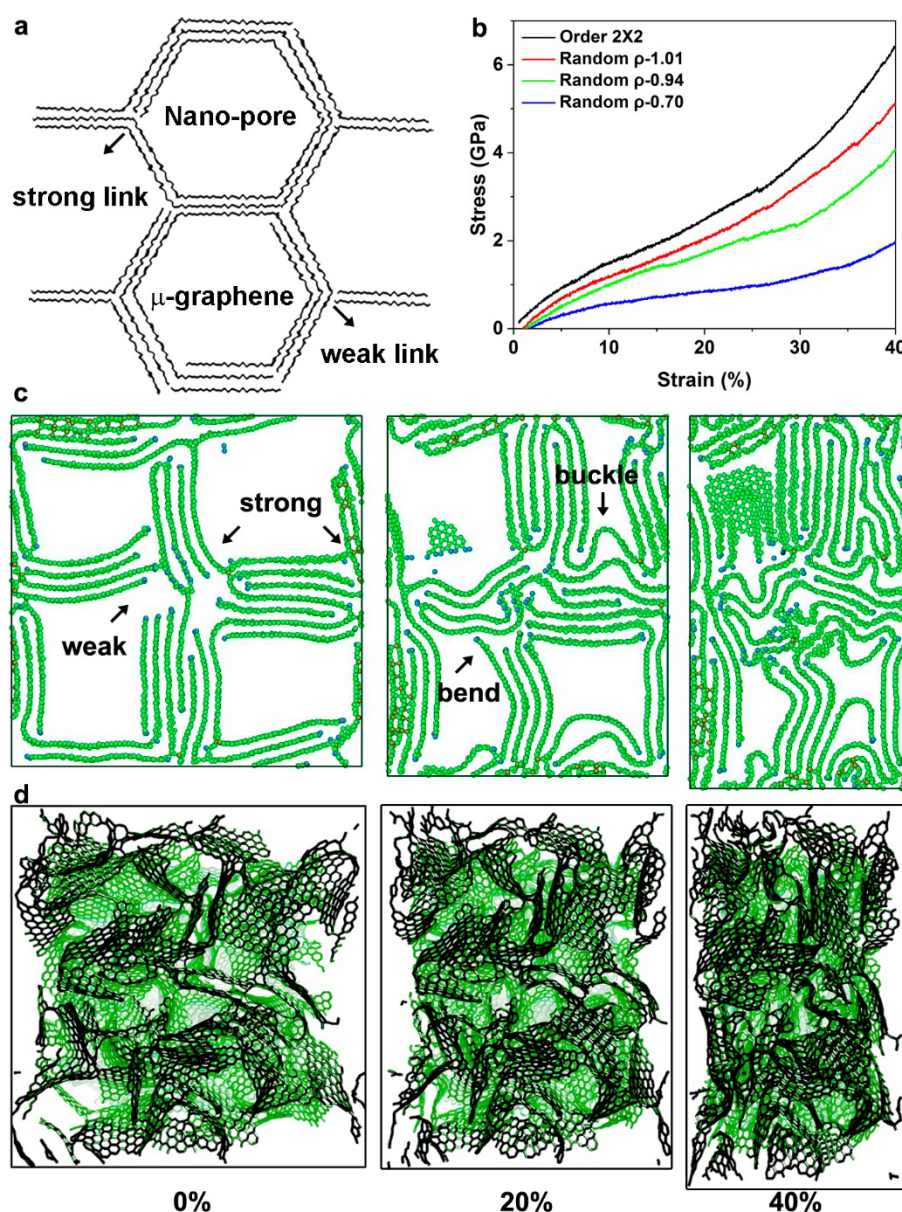 a
Nano-pore
strong link
μ-graphene
weak link
b
Order 2X2
Random ρ-1.01
Random ρ-0.94
Random ρ-0.70
Stress (GPa)
6
4
2
0
0 10 20 30 40
Strain (%)
c
strong
weak
buckle
bend
d
0% 20% 40%